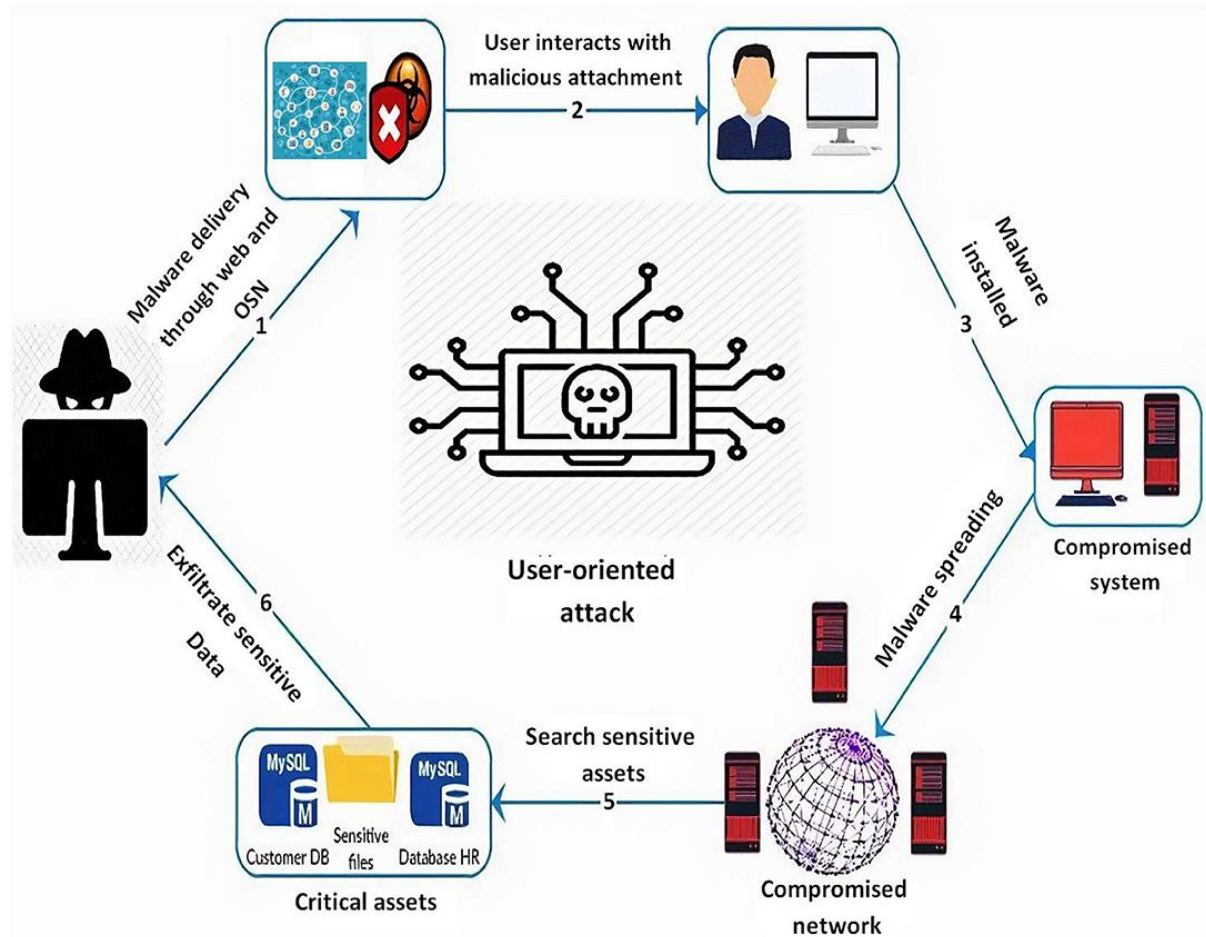 User interacts with
malicious attachment
2
Malware delivery
through web and
OSN
1
Malware
installed
3
Compromised
system
Malware spreading
4
User-oriented
attack
Exfiltrate sensitive
Data
6
Search sensitive
assets
5
MySQL
M
Customer DB
Sensitive
files
MySQL
M
Database HR
Critical assets
Compromised
network